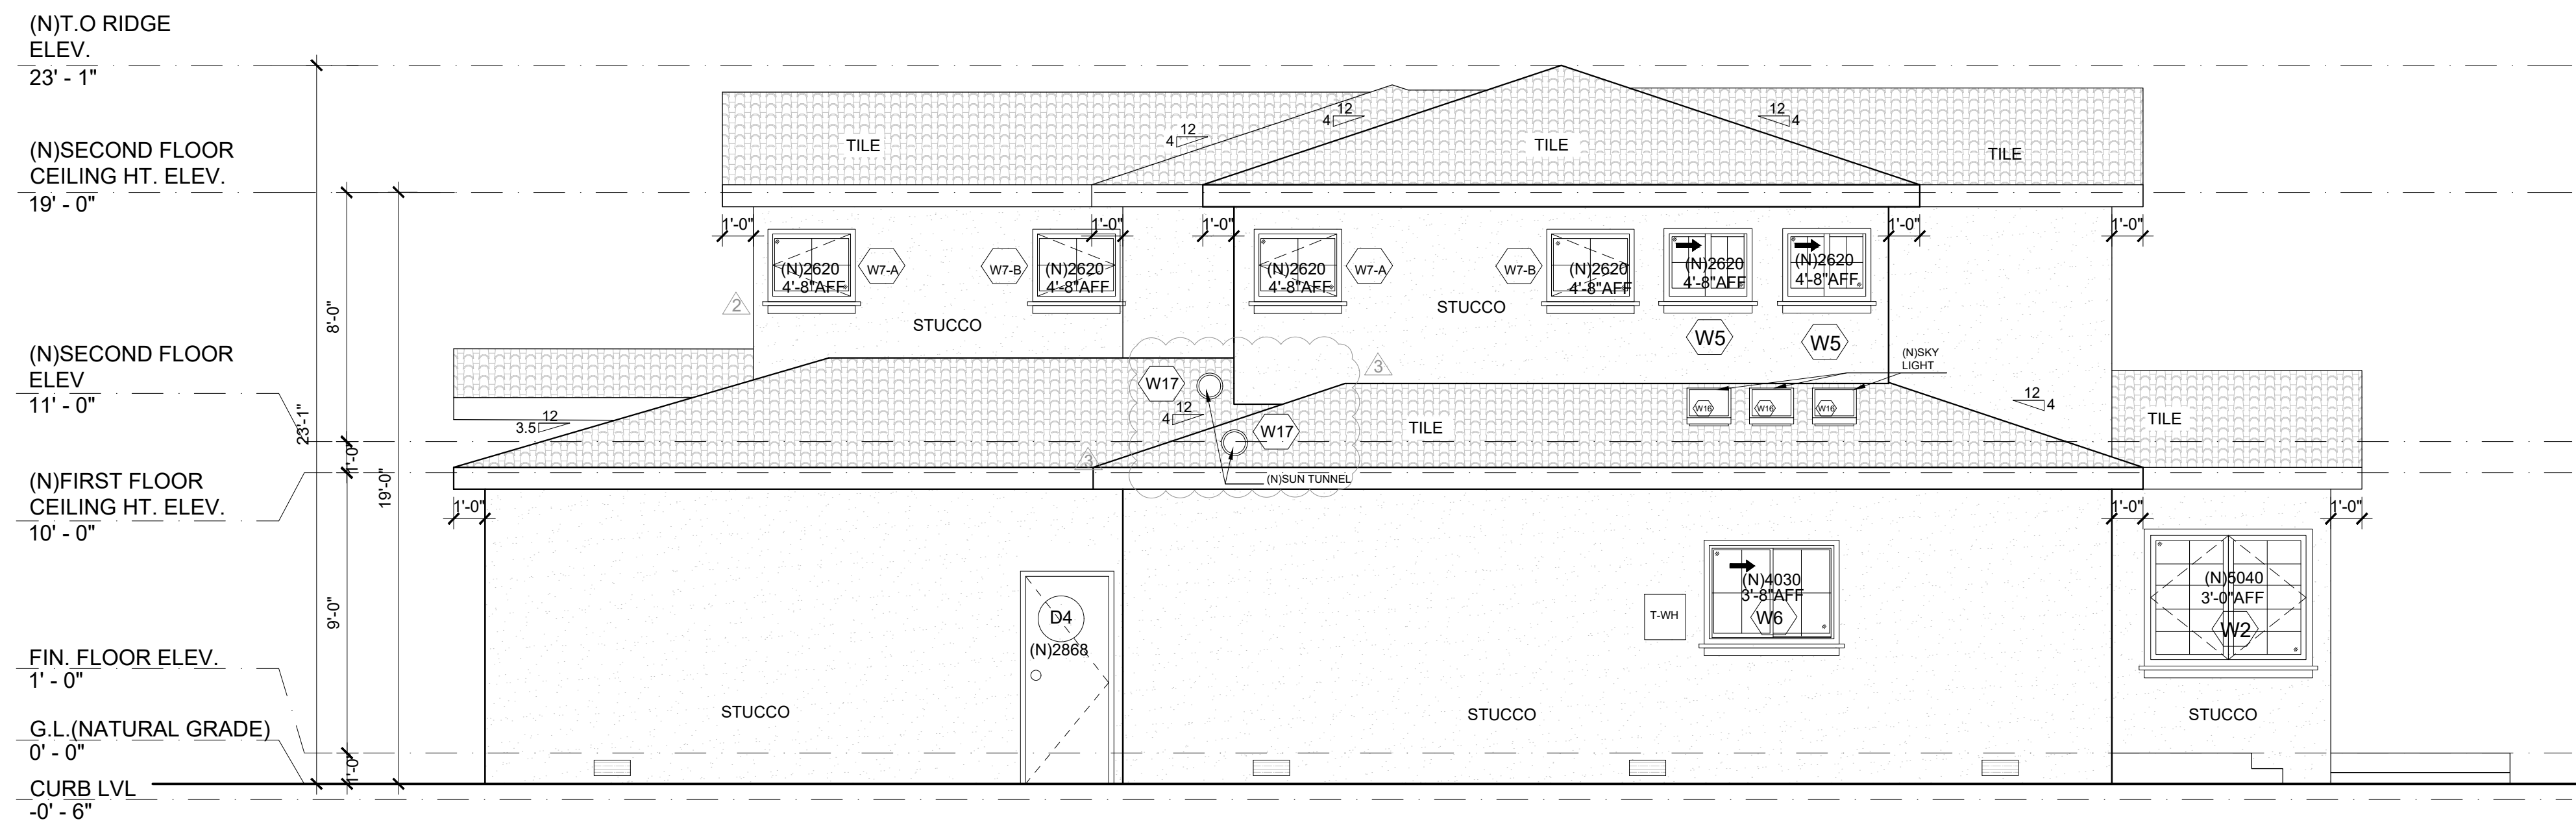 (N)T.O RIDGE
ELEV.
23' - 1"
(N)SECOND FLOOR
CEILING HT. ELEV.
19' - 0"
(N)SECOND FLOOR
ELEV
11' - 0"
(N)FIRST FLOOR
CEILING HT. ELEV.
10' - 0"
FIN. FLOOR ELEV.
1' - 0"
G.L.(NATURAL GRADE)
0' - 0"
CURB LVL
-0' - 6"
23'-1"
8'-0"
1'-0"
9'-0"
1'-0"
19'-0"
TILE
12
4
12
4
TILE
12
4
TILE
1'-0"
1'-0"
1'-0"
1'-0"
1'-0"
(N)2620
4'-8"AFF
W7-A
W7-B
(N)2620
4'-8"AFF
(N)2620
4'-8"AFF
W7-A
W7-B
(N)2620
4'-8"AFF
(N)2620
4'-8"AFF
(N)2620
4'-8"AFF
2
STUCCO
STUCCO
W5
W5
3
(N)SKY
LIGHT
W17
W16
W16
W16
12
3.5
12
4
W17
TILE
12
4
TILE
3
(N)SUN TUNNEL
1'-0"
1'-0"
1'-0"
D4
(N)2868
T-WH
(N)4030
3'-8"AFF
W6
(N)5040
3'-0"AFF
W2
STUCCO
STUCCO
STUCCO